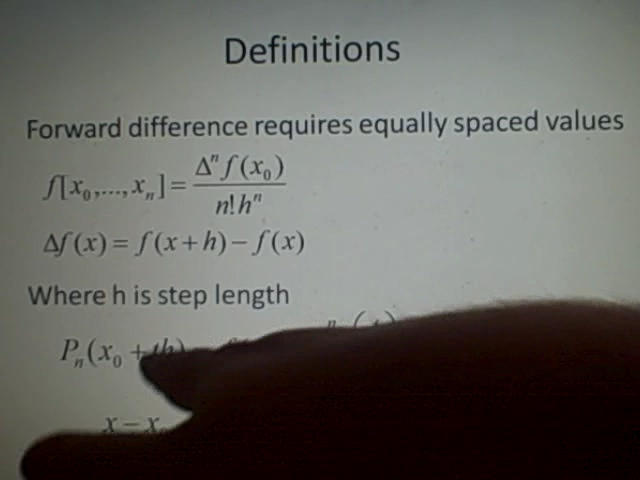 Definitions
Forward difference requires equally spaced values
f[x₀,...,xₙ] = Δⁿf(x₀) / n!hⁿ
Δf(x) = f(x+h) − f(x)
Where h is step length
Pₙ(x₀ + th)
x − x